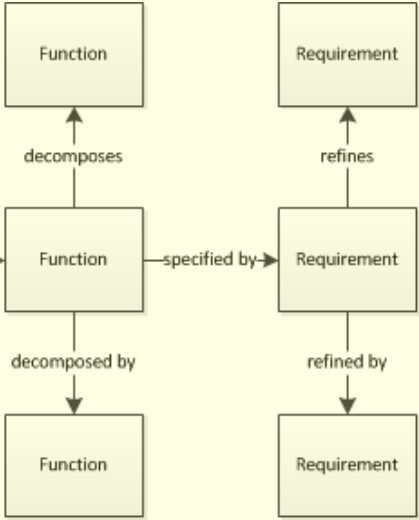 Function
Requirement
decomposes
refines
Function
specified by
Requirement
decomposed by
refined by
Function
Requirement